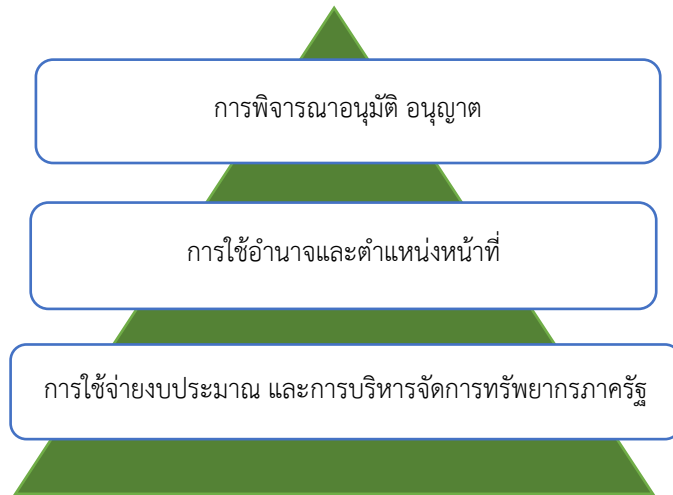 การพิจารณาอนุมัติ อนุญาต
การใช้อำนาจและตำแหน่งหน้าที่
การใช้จ่ายงบประมาณ และการบริหารจัดการทรัพยากรภาครัฐ